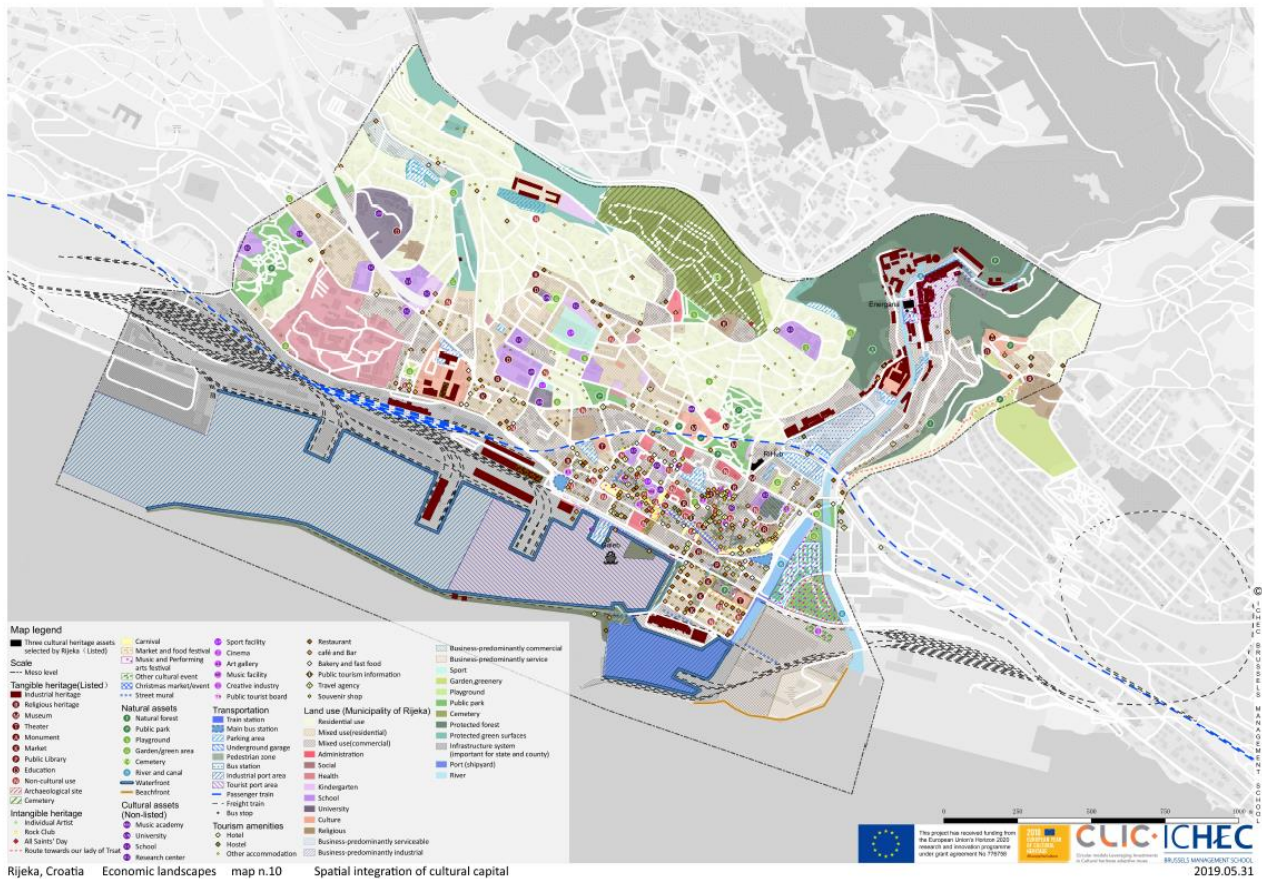 Energana
RiHub
Map legend
Three cultural heritage assets
selected by Rijeka (Listed)
Scale
Meso level
Tangible heritage(Listed)
Industrial heritage
Religious heritage
Museum
Theater
Monument
Market
Public Library
Education
Non-cultural use
Archaeological site
Cemetery
Intangible heritage
Individual Artist
Rock Club
All Saints' Day
Route towards our lady of Trsat
Carnival
Market and food festival
Music and Performing
arts festival
Other cultural event
Christmas market/event
Street mural
Natural assets
Natural forest
Public park
Playground
Garden/green area
Cemetery
River and canal
Waterfront
Beachfront
Cultural assets
(Non-listed)
Music academy
University
School
Research center
Sport facility
Cinema
Art gallery
Music facility
Creative industry
Public tourist board
Transportation
Train station
Main bus station
Parking area
Underground garage
Pedestrian zone
Bus station
Industrial port area
Tourist port area
Passenger train
Freight train
Bus stop
Tourism amenities
Hotel
Hostel
Other accommodation
Restaurant
café and Bar
Bakery and fast food
Public tourism information
Travel agency
Souvenir shop
Land use (Municipality of Rijeka)
Residential use
Mixed use(residential)
Mixed use(commercial)
Administration
Social
Health
Kindergarten
School
University
Culture
Religious
Business-predominantly serviceable
Business-predominantly industrial
Business-predominantly commercial
Business-predominantly service
Sport
Garden,greenery
Playground
Public park
Cemetery
Protected forest
Protected green surfaces
Infrastructure system
(important for state and county)
Port (shipyard)
River
0 250 500 750 1000 m
This project has received funding from
the European Union's Horizon 2020
research and innovation programme
under grant agreement No 776758
2018
EUROPEAN YEAR
OF CULTURAL
HERITAGE
CLIC
ICHEC
BRUSSELS MANAGEMENT SCHOOL
© ICHEC BRUSSELS MANAGEMENT SCHOOL
2019.05.31
Rijeka, Croatia Economic landscapes map n.10 Spatial integration of cultural capital